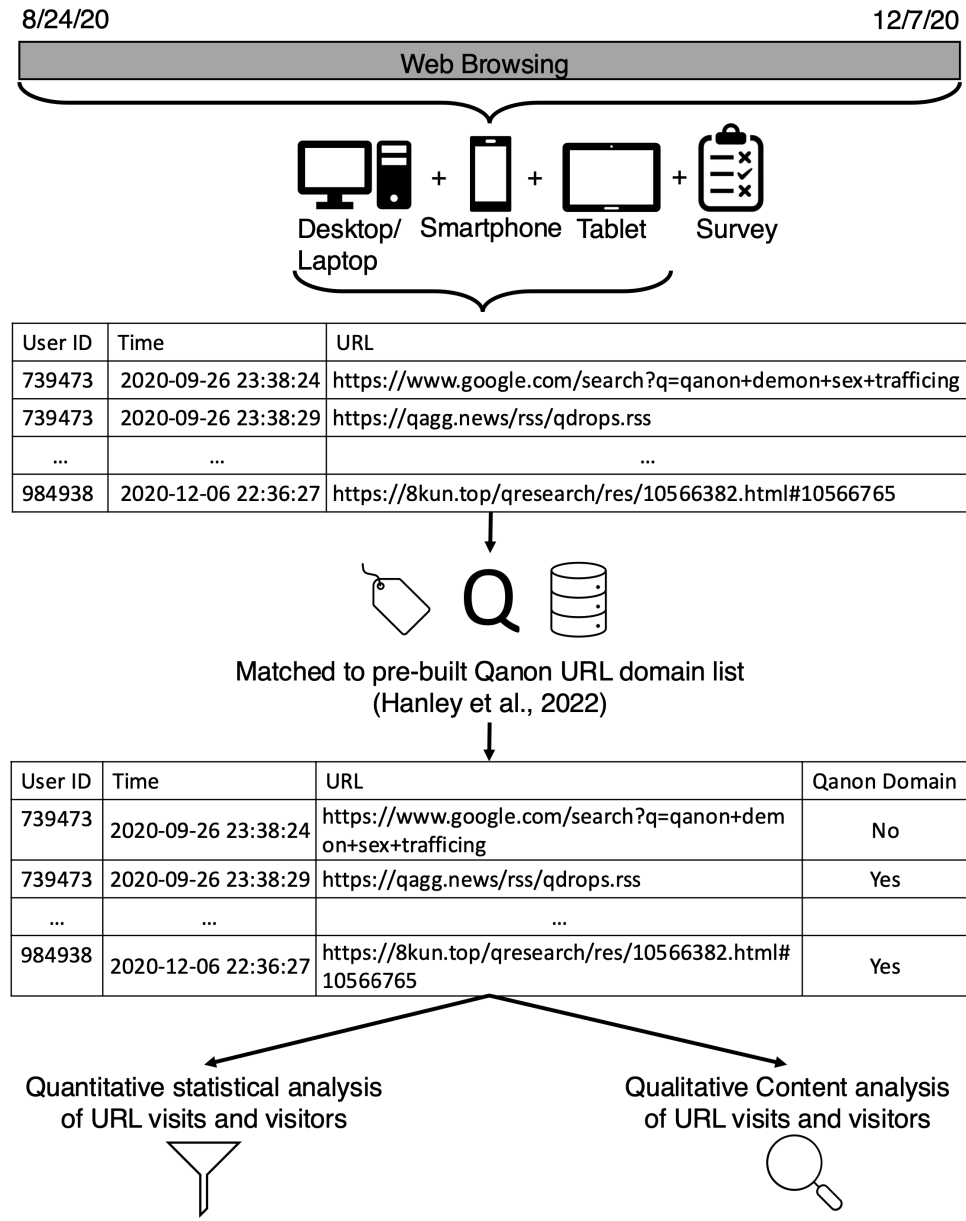 8/24/20 12/7/20
Web Browsing
+ + +
Desktop/ Smartphone Tablet Survey
Laptop
User ID Time URL
739473 2020-09-26 23:38:24 https://www.google.com/search?q=qanon+demon+sex+trafficing
739473 2020-09-26 23:38:29 https://qagg.news/rss/qdrops.rss
... ... ...
984938 2020-12-06 22:36:27 https://8kun.top/qresearch/res/10566382.html#10566765
Q
Matched to pre-built Qanon URL domain list
(Hanley et al., 2022)
User ID Time URL Qanon Domain
739473 2020-09-26 23:38:24 https://www.google.com/search?q=qanon+dem No
on+sex+trafficing
739473 2020-09-26 23:38:29 https://qagg.news/rss/qdrops.rss Yes
... ... ...
984938 2020-12-06 22:36:27 https://8kun.top/qresearch/res/10566382.html# Yes
10566765
Quantitative statistical analysis
of URL visits and visitors
Qualitative Content analysis
of URL visits and visitors